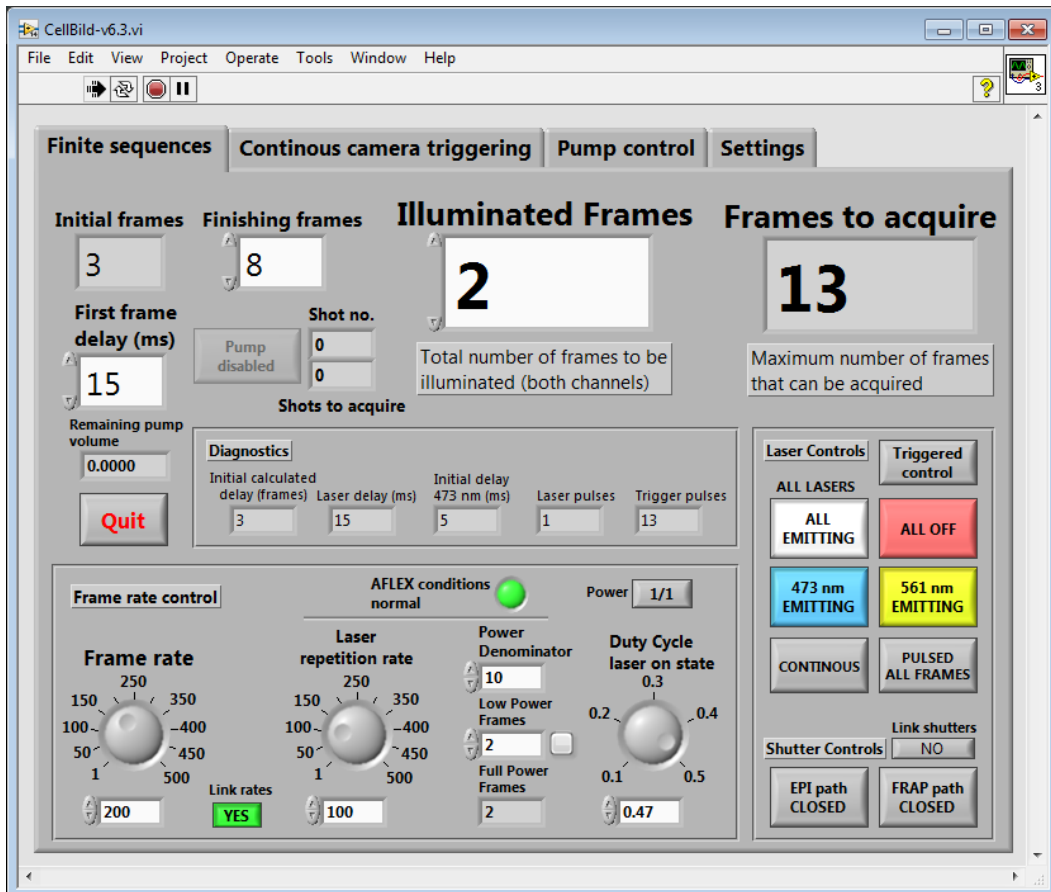 CellBild-v6.3.vi
File Edit View Project Operate Tools Window Help
3
Finite sequences Continous camera triggering Pump control Settings
Initial frames
3
Finishing frames
8
Illuminated Frames
2
Total number of frames to be
illuminated (both channels)
Frames to acquire
13
Maximum number of frames
that can be acquired
First frame
delay (ms)
15
Pump
disabled
Shot no.
0
0
Shots to acquire
Remaining pump
volume
0.0000
Quit
Diagnostics
Initial calculated
delay (frames)
3
Laser delay (ms)
15
Initial delay
473 nm (ms)
5
Laser pulses
1
Trigger pulses
13
Laser Controls
Triggered
control
ALL LASERS
ALL
EMITTING
ALL OFF
473 nm
EMITTING
561 nm
EMITTING
CONTINOUS
PULSED
ALL FRAMES
Link shutters
NO
Shutter Controls
EPI path
CLOSED
FRAP path
CLOSED
Frame rate control
AFLEX conditions
normal
Power 1/1
Frame rate
250
150 350
100 400
50 450
1 500
200
Link rates
YES
Laser
repetition rate
250
150 350
100 400
50 450
1 500
100
Power
Denominator
10
Low Power
Frames
2
Full Power
Frames
2
Duty Cycle
laser on state
0.3
0.2 0.4
0.1 0.5
0.47